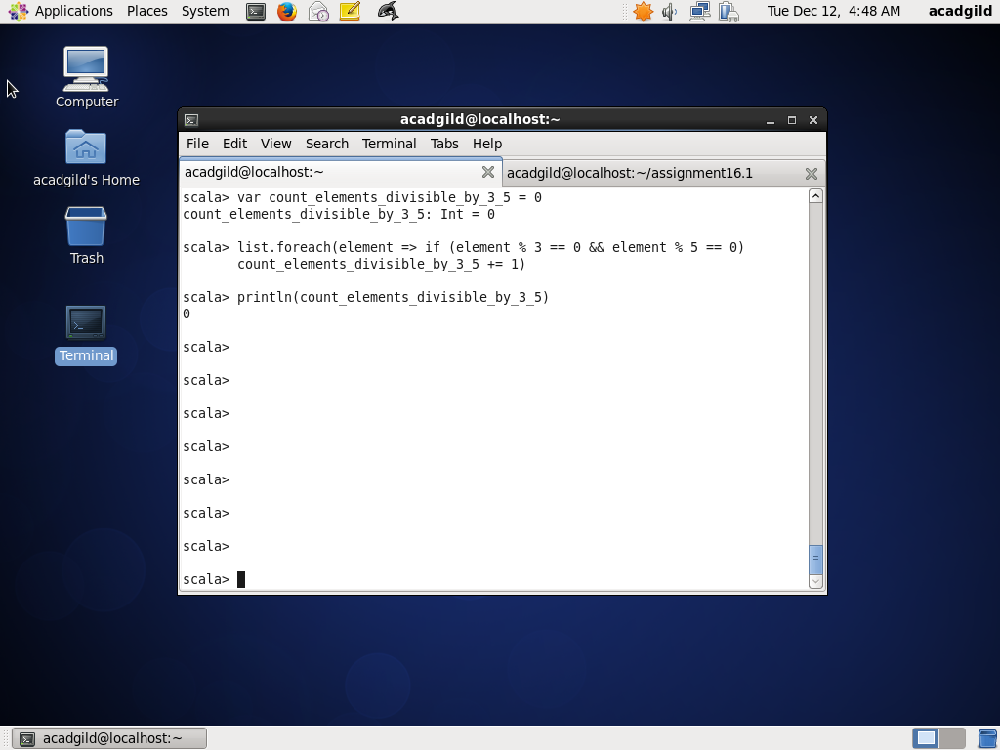 Applications Places System Tue Dec 12, 4:48 AM acadgild
Computer
acadgild's Home
Trash
Terminal
acadgild@localhost:~
File Edit View Search Terminal Tabs Help
acadgild@localhost:~ acadgild@localhost:~/assignment16.1
scala> var count_elements_divisible_by_3_5 = 0
count_elements_divisible_by_3_5: Int = 0
scala> list.foreach(element => if (element % 3 == 0 && element % 5 == 0)
count_elements_divisible_by_3_5 += 1)
scala> println(count_elements_divisible_by_3_5)
0
scala>
scala>
scala>
scala>
scala>
scala>
scala>
scala>
acadgild@localhost:~